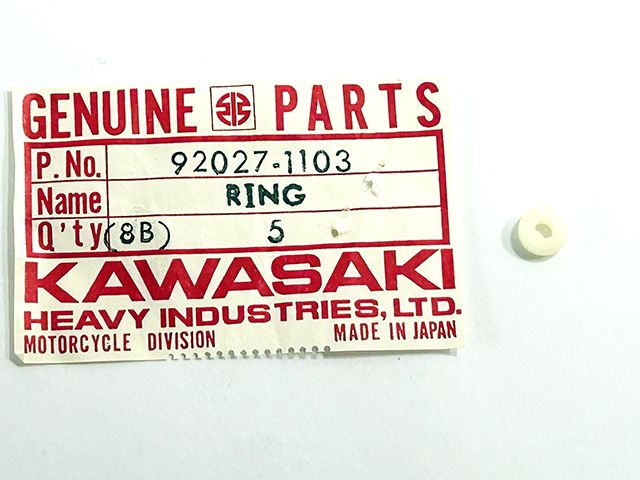 GENUINE PARTS
P. No. 92027-1103
Name RING
Q'ty (8B) 5
KAWASAKI
HEAVY INDUSTRIES, LTD.
MOTORCYCLE DIVISION MADE IN JAPAN